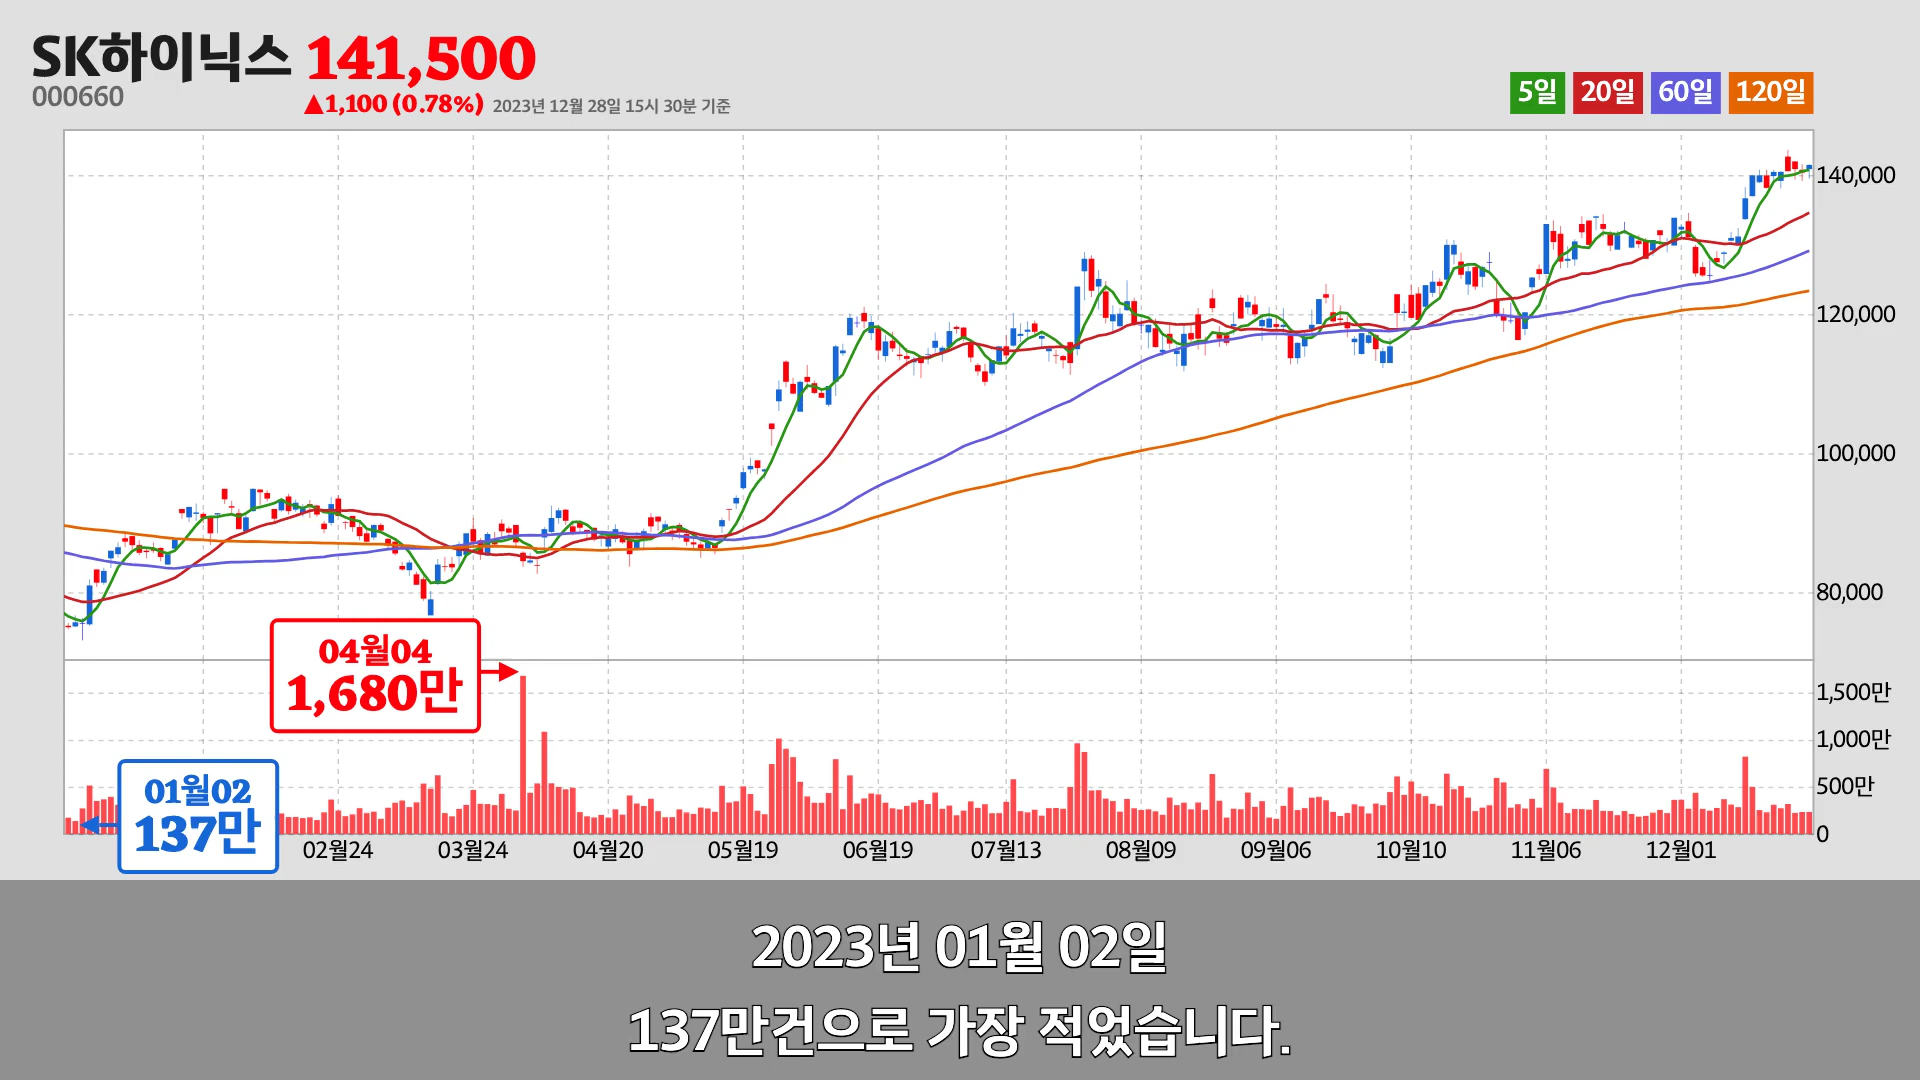 SK하이닉스 141,500
000660
▲1,100 (0.78%) 2023년 12월 28일 15시 30분 기준
5일 20일 60일 120일
140,000
120,000
100,000
80,000
04월04
1,680만
1,500만
1,000만
500만
0
01월02
137만
02월24 03월24 04월20 05월19 06월19 07월13 08월09 09월06 10월10 11월06 12월01
2023년 01월 02일
137만건으로 가장 적었습니다.